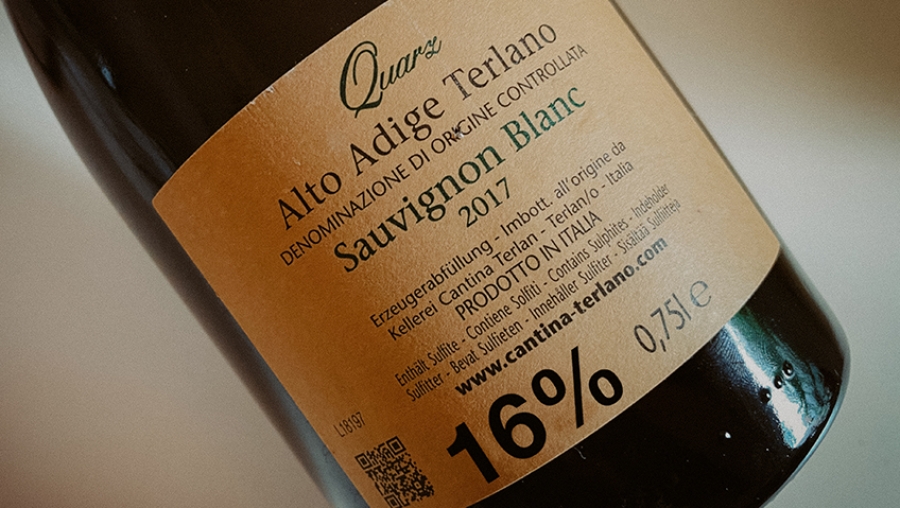 Quarz
Alto Adige Terlano
DENOMINAZIONE DI ORIGINE CONTROLLATA
Sauvignon Blanc
2017
Erzeugerabfüllung - Imbott. all'origine da
Kellerei Cantina Terlan - Terlan/o - Italia
PRODOTTO IN ITALIA
Enthält Sulfite - Contiene Solfiti - Contains Sulphites - Indeholder
Sulfitter - Bevat Sulfieten - Innehåller Sulfiter - Sisältää Sulfiitteja
www.cantina-terlano.com
16% 0,75l e
L18197